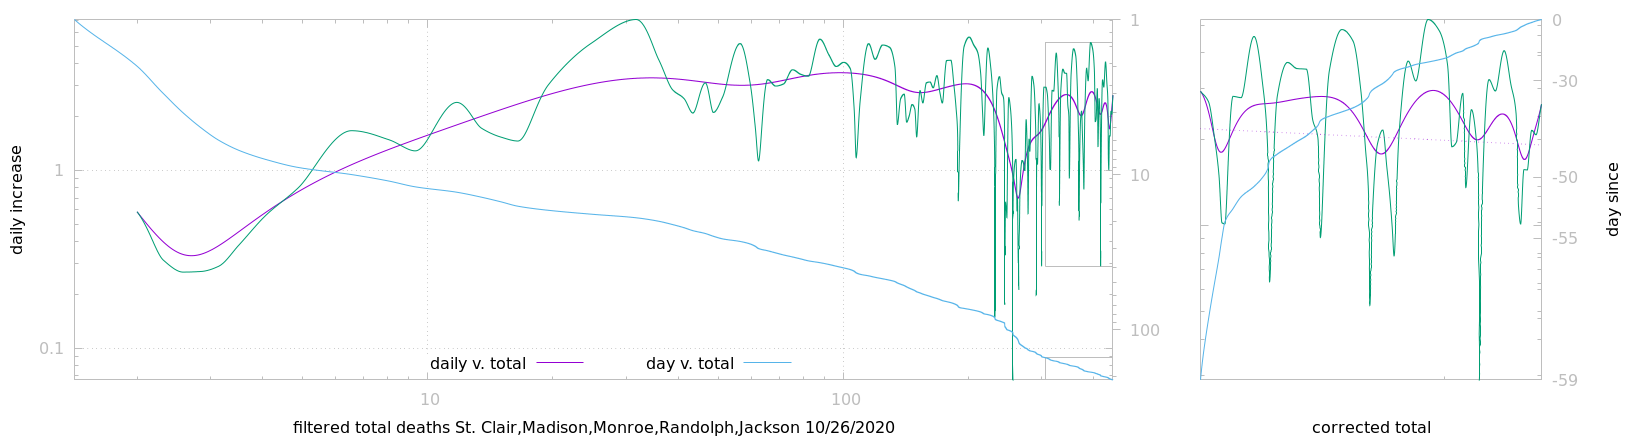 daily increase
1
0.1
10
100
1
10
100
daily v. total
day v. total
filtered total deaths St. Clair,Madison,Monroe,Randolph,Jackson 10/26/2020
0
-30
-50
-55
-59
day since
corrected total